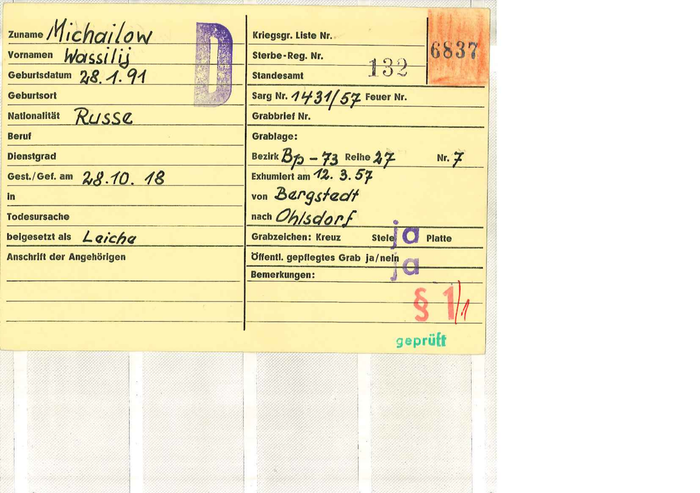 Zuname Michailow
Vornamen Wassilij
Geburtsdatum 28.1.91
Geburtsort
Nationalität Russe
Beruf
Dienstgrad
Gest./Gef. am 28.10.18
in
Todesursache
beigesetzt als Leiche
Anschrift der Angehörigen
D
Kriegsgr. Liste Nr.
6837
Sterbe-Reg. Nr. 132
Standesamt
Sarg Nr. 1431/57 Feuer Nr.
Grabbrief Nr.
Grablage:
Bezirk Bp-73 Reihe 27 Nr. 7
Exhumiert am 12.3.57
von Bergstedt
nach Ohlsdorf
Grabzeichen: Kreuz Stele ja Platte
Öffentl. gepflegtes Grab ja/nein
ja
Bemerkungen:
§ 1/1
geprüft